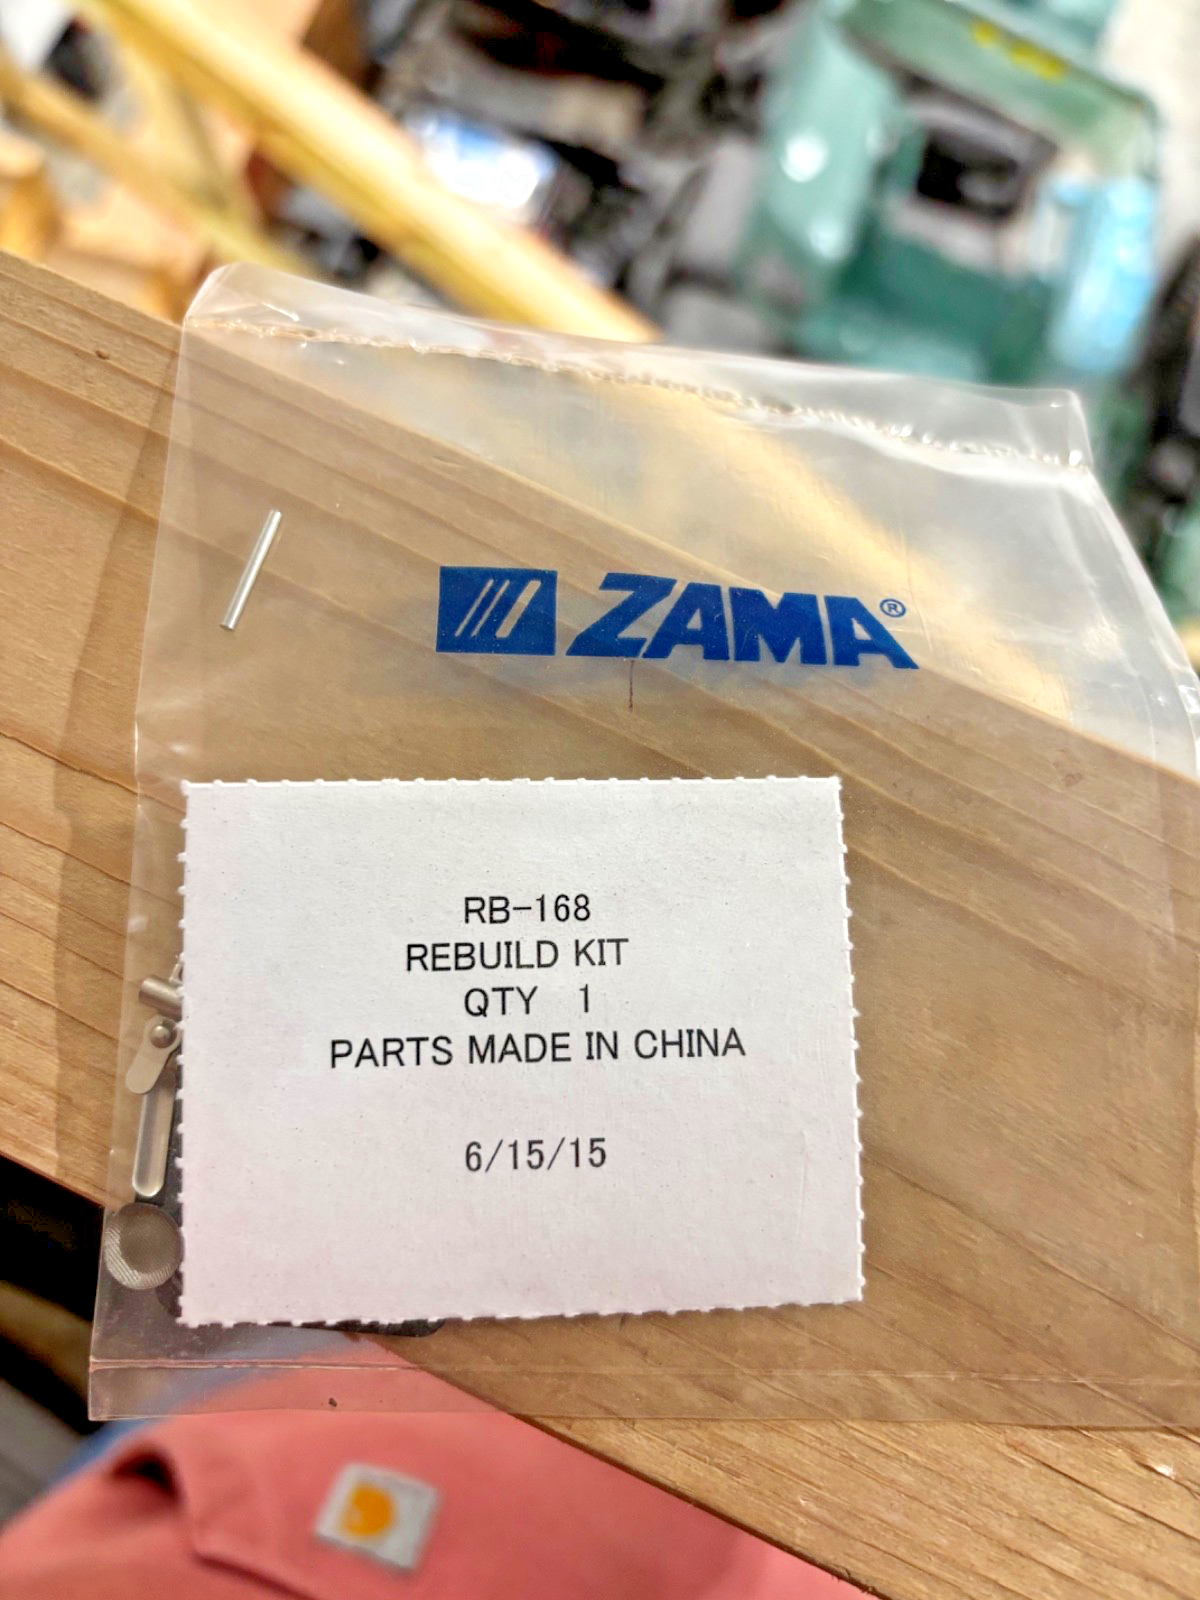 ZAMA®
RB-168
REBUILD KIT
QTY 1
PARTS MADE IN CHINA
6/15/15